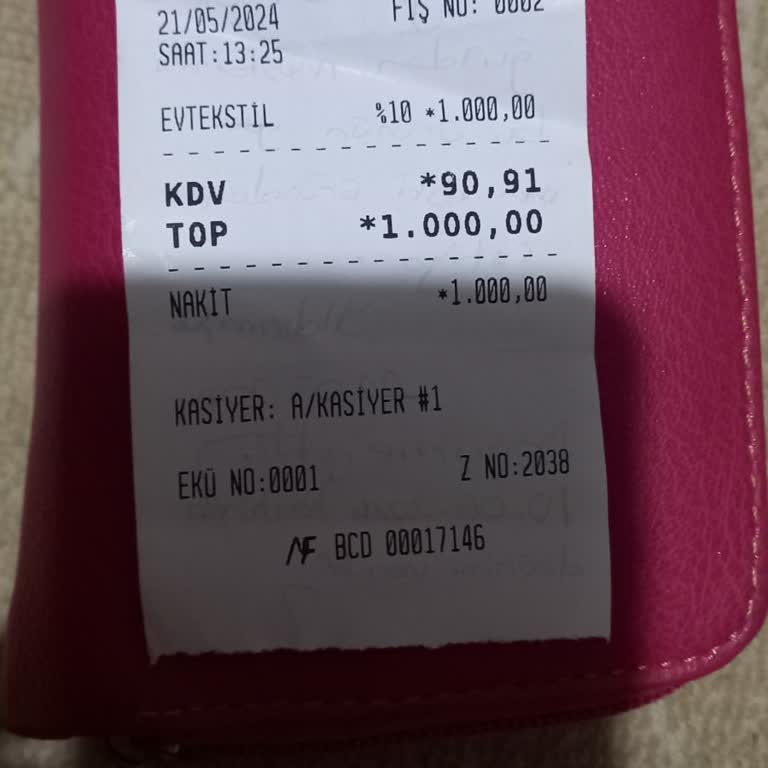 21/05/2024 FİŞ NO: 0002
SAAT:13:25
EVTEKSTİL %10 *1.000,00
KDV *90,91
TOP *1.000,00
NAKİT *1.000,00
KASİYER: A/KASİYER #1
EKÜ NO:0001 Z NO:2038
MF BCD 00017146